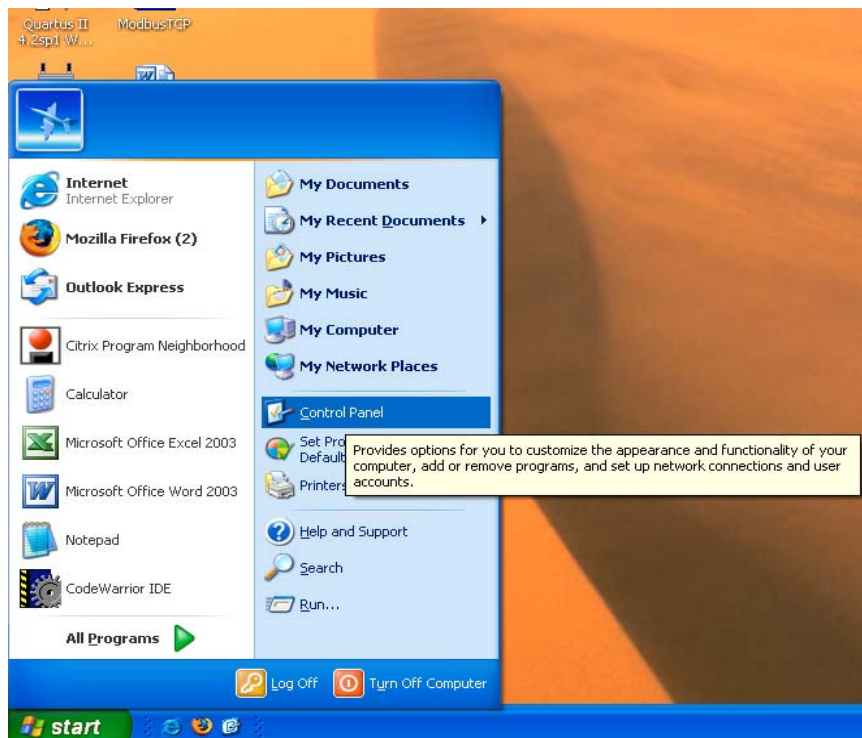 Quartus II
4.2sp1 W...
ModbusTCP
Internet
Internet Explorer
Mozilla Firefox (2)
Outlook Express
Citrix Program Neighborhood
Calculator
Microsoft Office Excel 2003
Microsoft Office Word 2003
Notepad
CodeWarrior IDE
All Programs
My Documents
My Recent Documents
My Pictures
My Music
My Computer
My Network Places
Control Panel
Set Pro
Default
Printers
Provides options for you to customize the appearance and functionality of your
computer, add or remove programs, and set up network connections and user
accounts.
Help and Support
Search
Run...
Log Off
Turn Off Computer
start